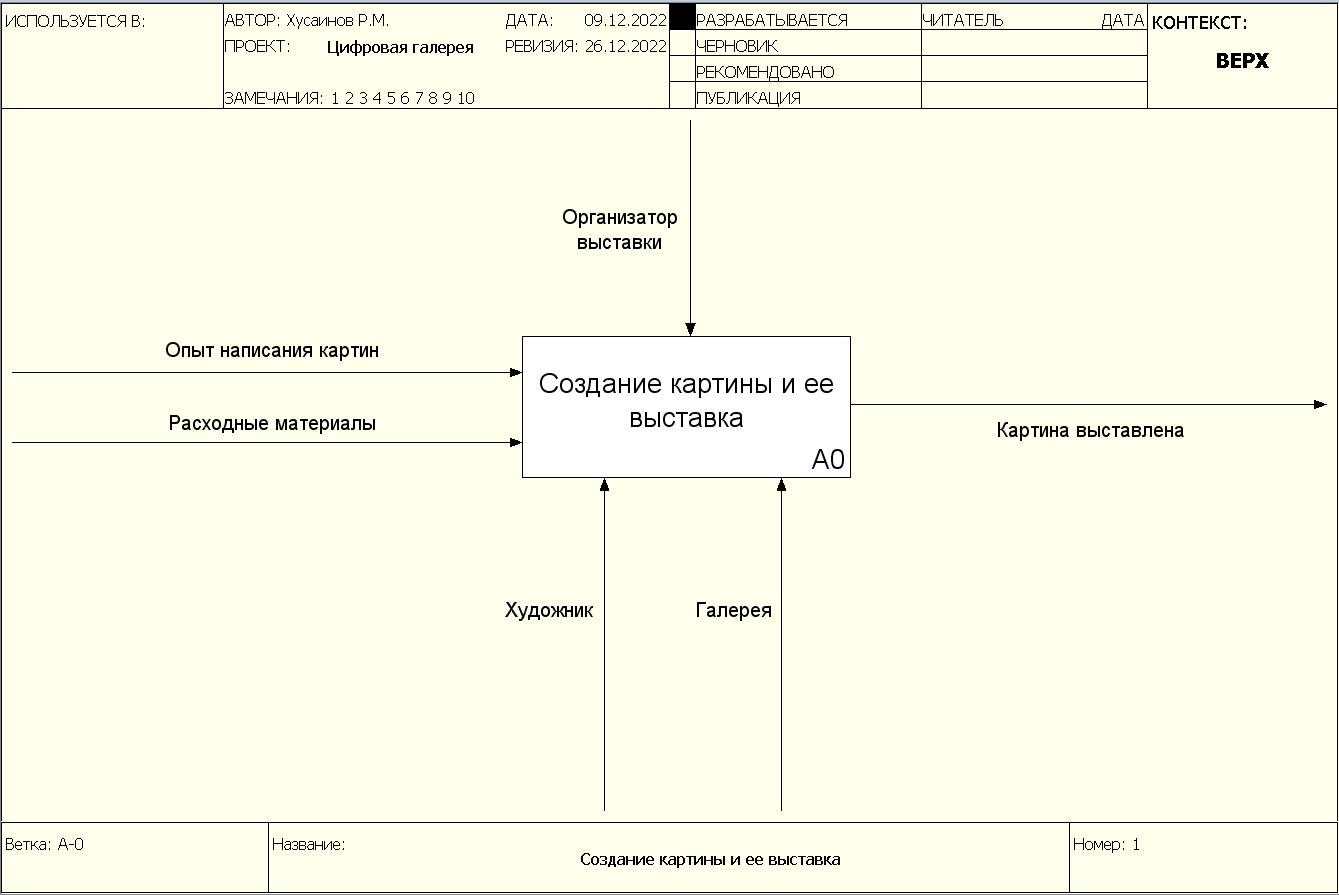 ИСПОЛЬЗУЕТСЯ В:
АВТОР: Хусаинов Р.М.
ДАТА: 09.12.2022
ПРОЕКТ: Цифровая галерея
РЕВИЗИЯ: 26.12.2022
ЗАМЕЧАНИЯ: 1 2 3 4 5 6 7 8 9 10
РАЗРАБАТЫВАЕТСЯ
ЧЕРНОВИК
РЕКОМЕНДОВАНО
ПУБЛИКАЦИЯ
ЧИТАТЕЛЬ ДАТА
КОНТЕКСТ:
ВЕРХ
Организатор
выставки
Опыт написания картин
Расходные материалы
Создание картины и ее
выставка
A0
Картина выставлена
Художник
Галерея
Ветка: A-0
Название:
Создание картины и ее выставка
Номер: 1